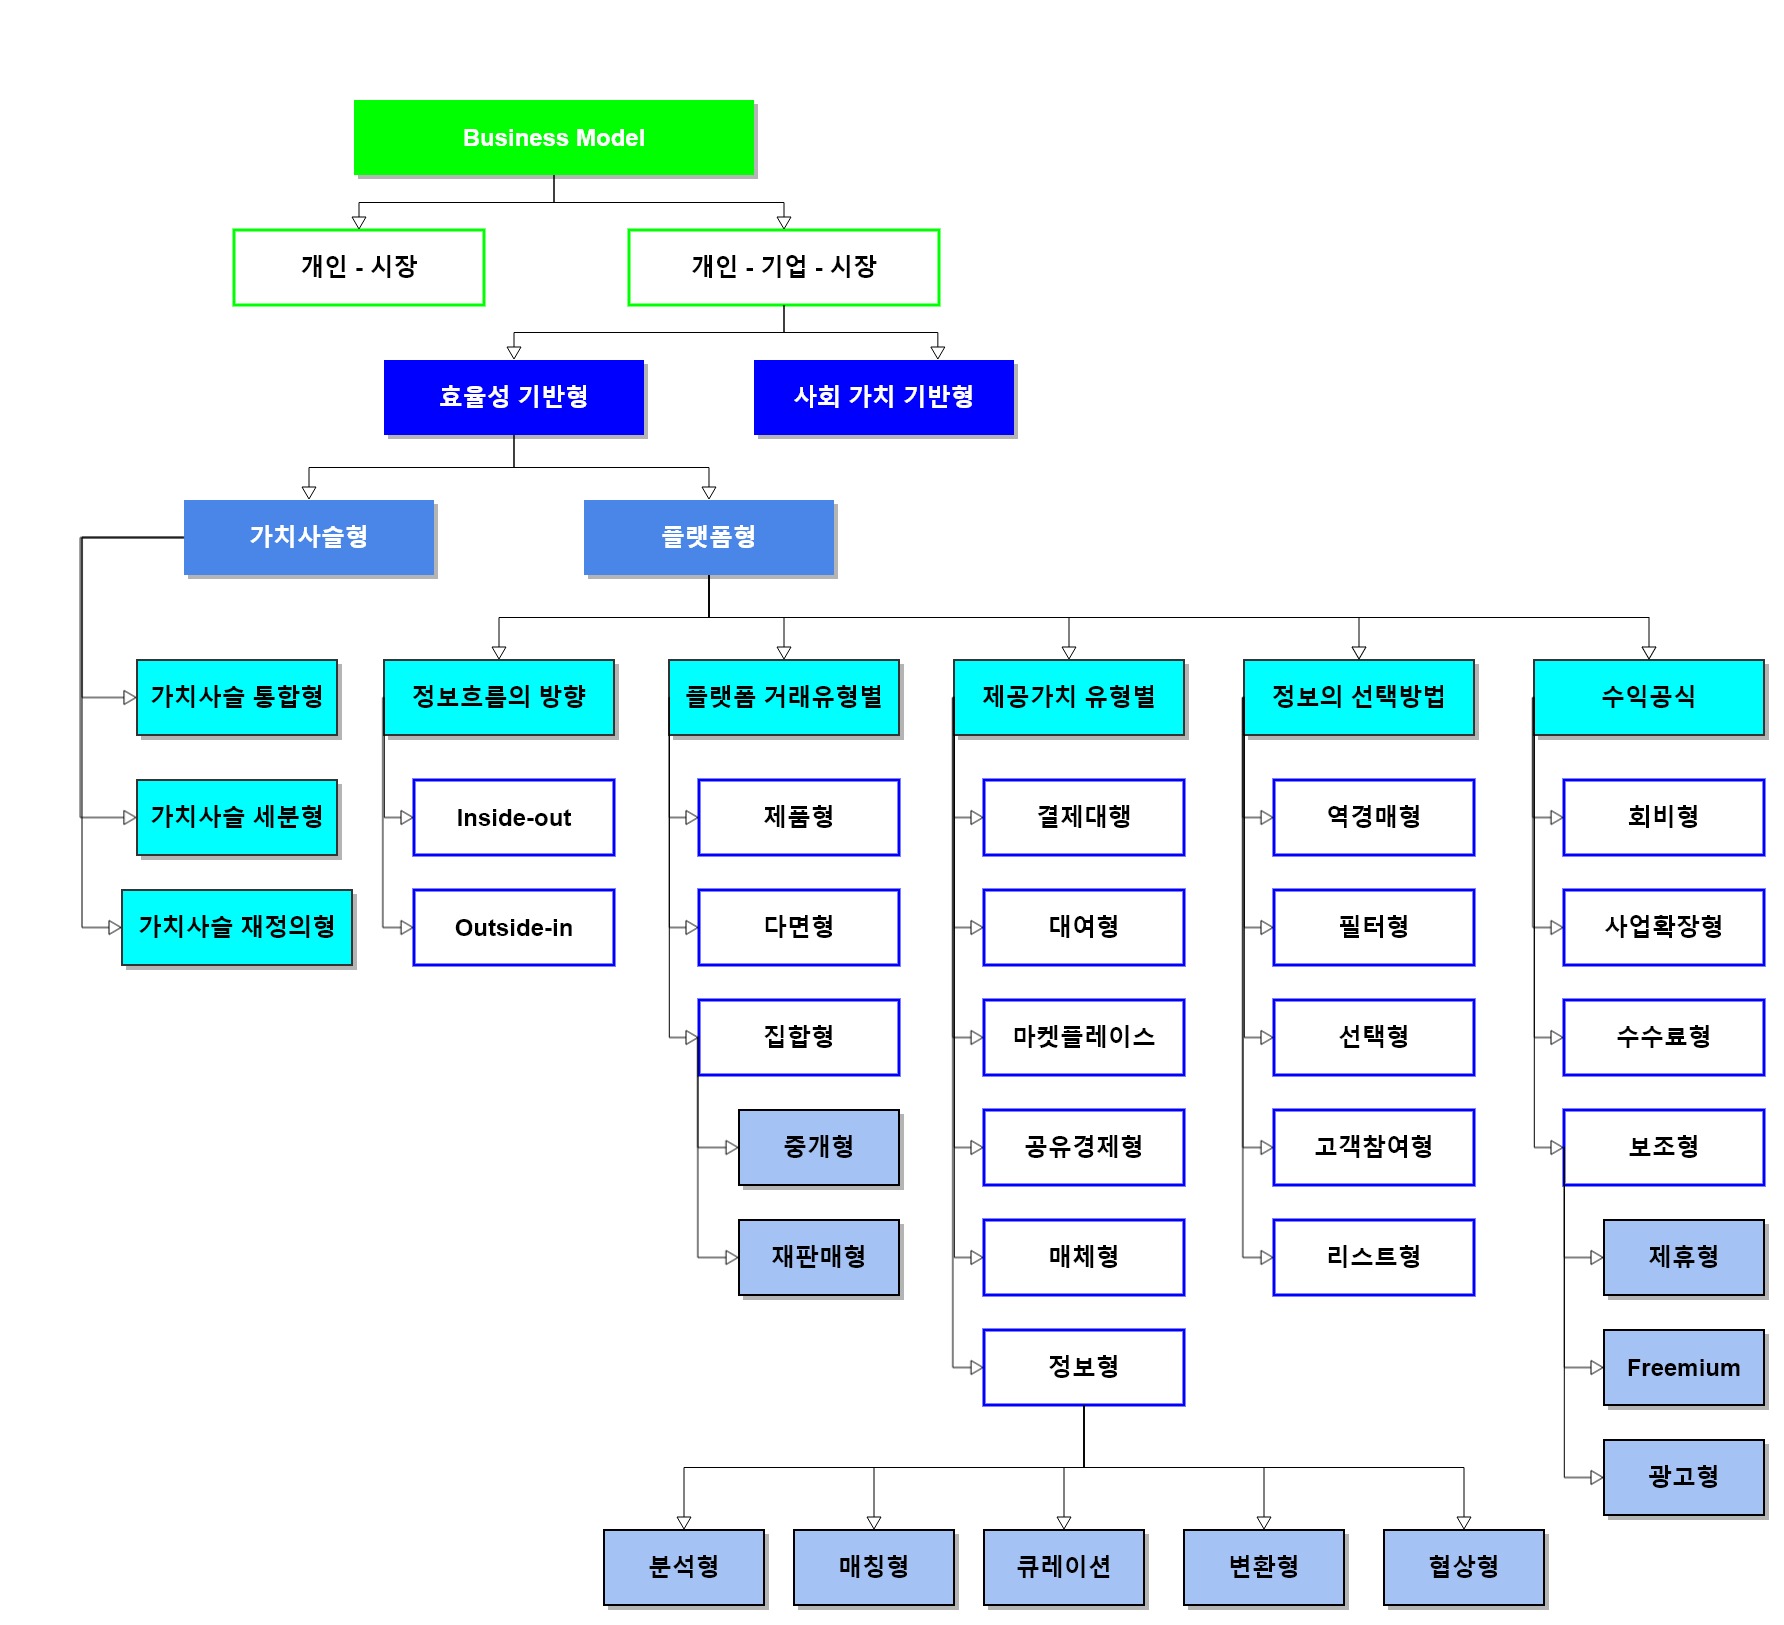 Business Model
개인 - 시장
개인 - 기업 - 시장
효율성 기반형
사회 가치 기반형
가치사슬형
플랫폼형
가치사슬 통합형
정보흐름의 방향
플랫폼 거래유형별
제공가치 유형별
정보의 선택방법
수익공식
가치사슬 세분형
Inside-out
제품형
결제대행
역경매형
회비형
가치사슬 재정의형
Outside-in
다면형
대여형
필터형
사업확장형
집합형
마켓플레이스
선택형
수수료형
중개형
공유경제형
고객참여형
보조형
재판매형
매체형
리스트형
제휴형
정보형
Freemium
광고형
분석형
매칭형
큐레이션
변환형
협상형